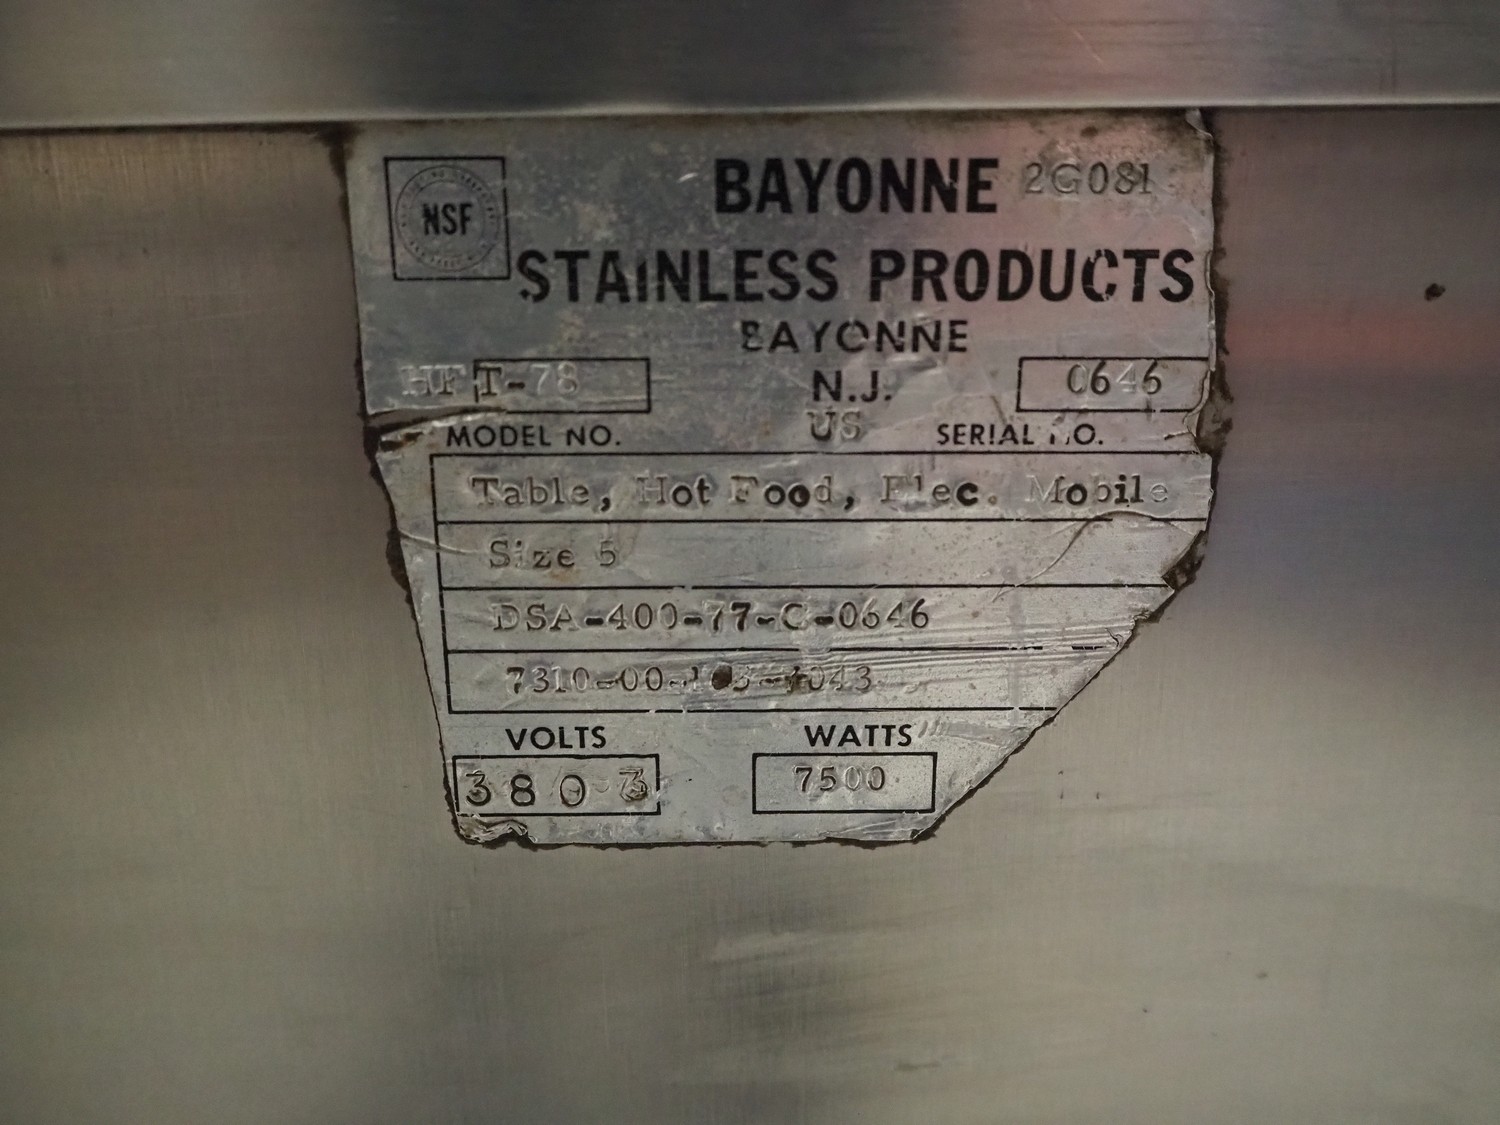 NSF
BAYONNE 2G081
STAINLESS PRODUCTS
BAYONNE
HFT-78 N.J. 0646
MODEL NO. US SERIAL NO.
Table, Hot Food, Elec. Mobile
Size 5
DSA-400-77-C-0646
VOLTS WATTS
380 3 7500